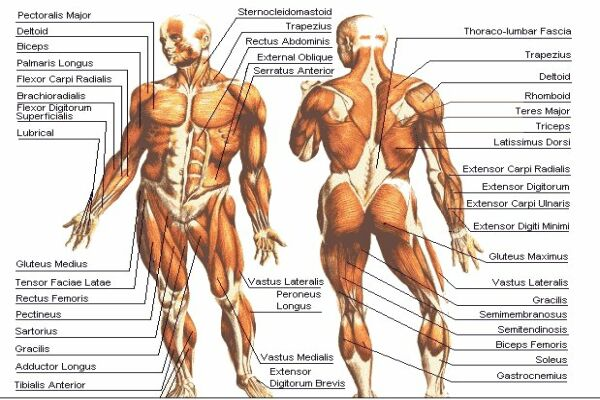 Pectoralis Major
Deltoid
Biceps
Palmaris Longus
Flexor Carpi Radialis
Brachioradialis
Flexor Digitorum
Superficialis
Lubrical
Gluteus Medius
Tensor Faciae Latae
Rectus Femoris
Pectineus
Sartorius
Gracilis
Adductor Longus
Tibialis Anterior
Sternocleidomastoid
Trapezius
Rectus Abdominis
External Oblique
Serratus Anterior
Vastus Lateralis
Peroneus
Longus
Vastus Medialis
Extensor
Digitorum Brevis
Thoraco-lumbar Fascia
Trapezius
Deltoid
Rhomboid
Teres Major
Triceps
Latissimus Dorsi
Extensor Carpi Radialis
Extensor Digitorum
Extensor Carpi Ulnaris
Extensor Digiti Minimi
Gluteus Maximus
Vastus Lateralis
Gracilis
Semimembranosus
Semitendinosis
Biceps Femoris
Soleus
Gastrocnemius